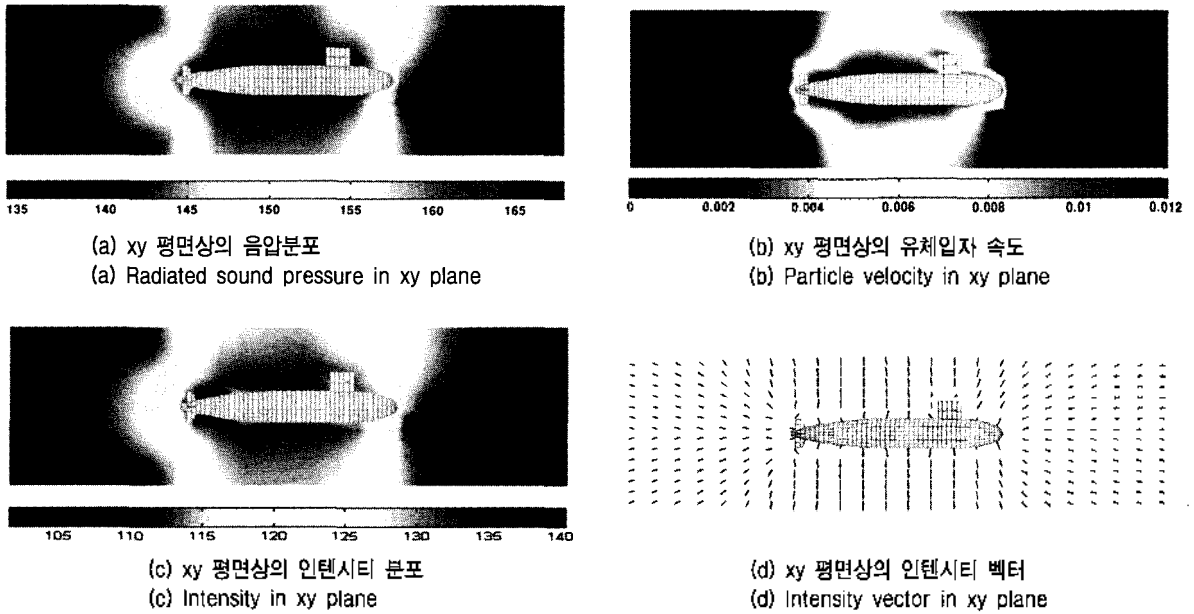 135 140 145 150 155 160 165
(a) xy 평면상의 음압분포
(a) Radiated sound pressure in xy plane
0 0.002 0.004 0.006 0.008 0.01 0.012
(b) xy 평면상의 유체입자 속도
(b) Particle velocity in xy plane
105 110 115 120 125 130 135 140
(c) xy 평면상의 인텐시티 분포
(c) Intensity in xy plane
(d) xy 평면상의 인텐시티 벡터
(d) Intensity vector in xy plane